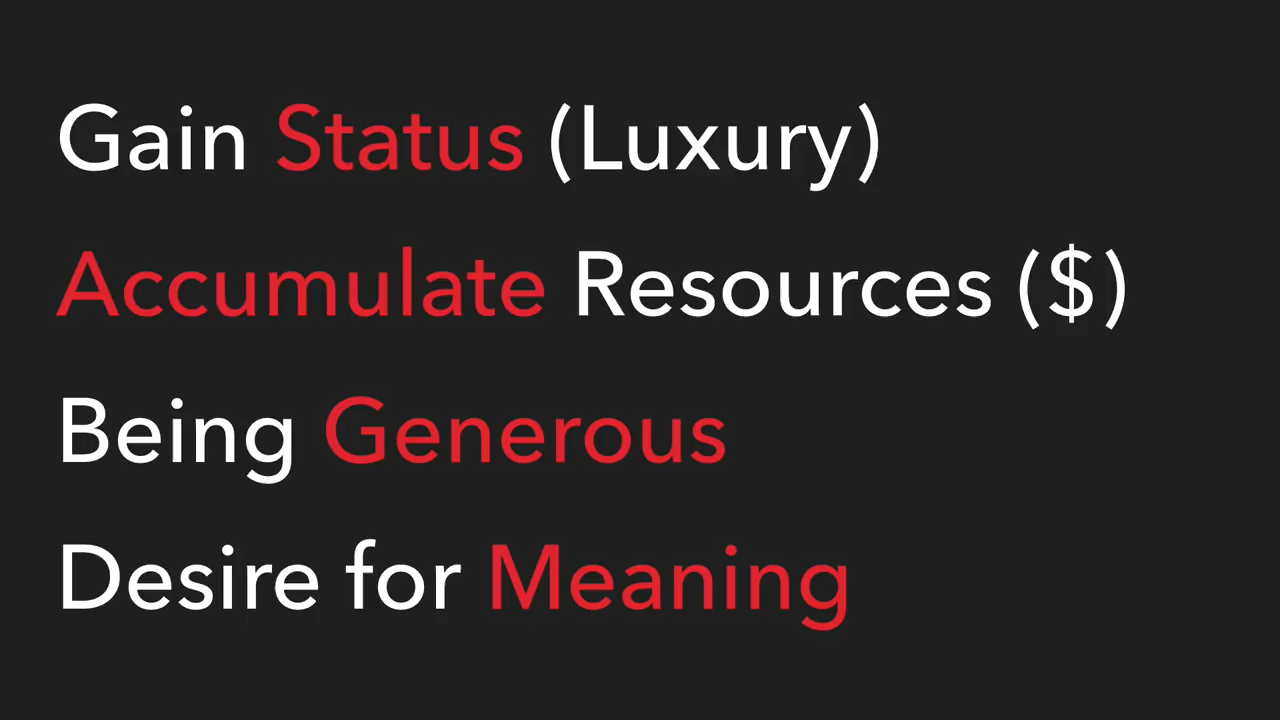 Gain Status (Luxury)
Accumulate Resources ($)
Being Generous
Desire for Meaning